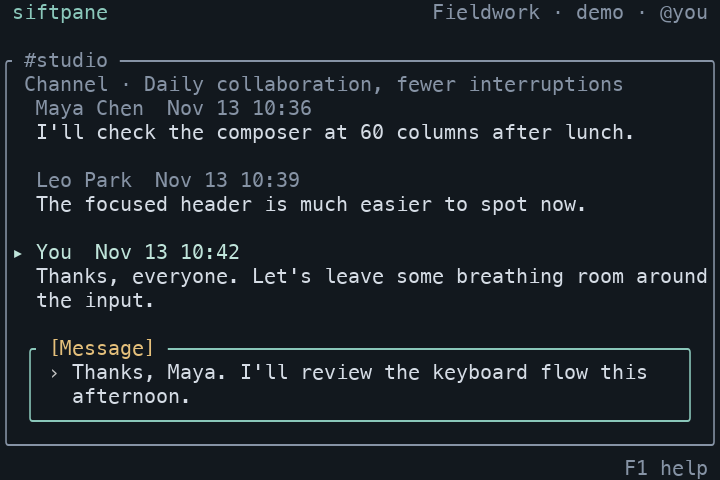 siftpane
Fieldwork · demo · @you
#studio
Channel · Daily collaboration, fewer interruptions
Maya Chen  Nov 13 10:36
I'll check the composer at 60 columns after lunch.
Leo Park  Nov 13 10:39
The focused header is much easier to spot now.
▸ You  Nov 13 10:42
Thanks, everyone. Let's leave some breathing room around
the input.
[Message]
› Thanks, Maya. I'll review the keyboard flow this
afternoon.
F1 help